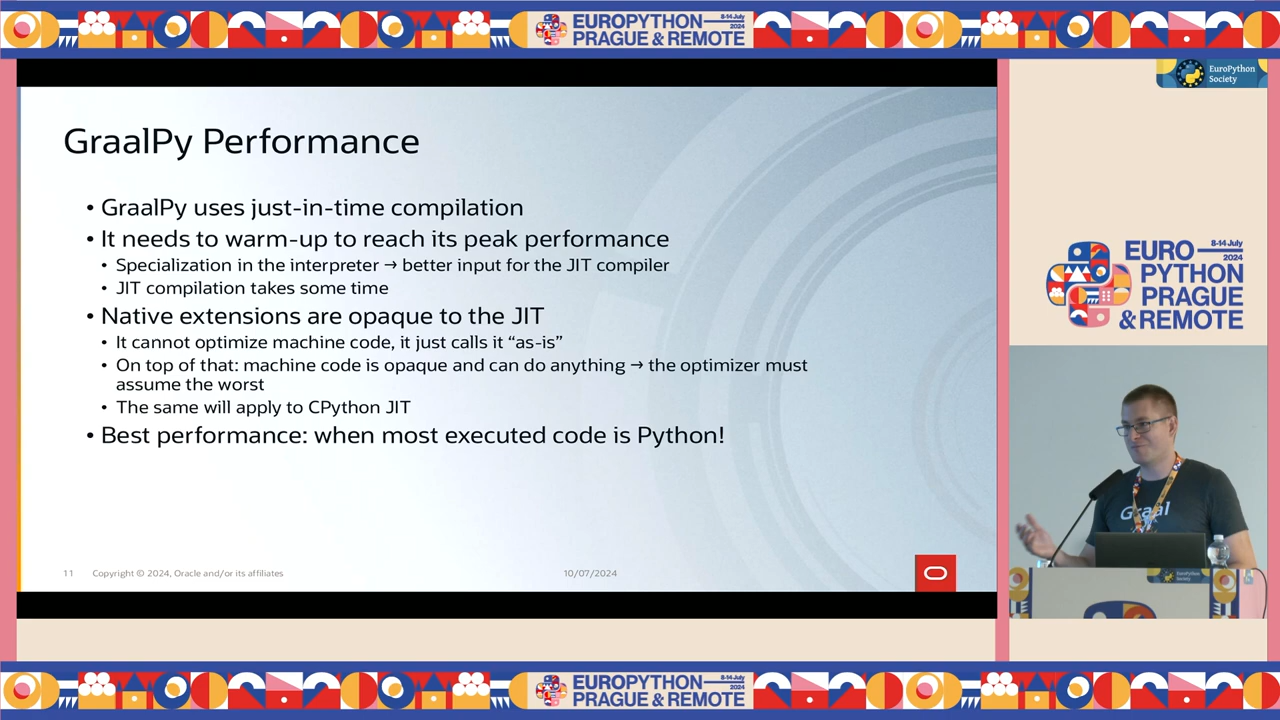 EUROPYTHON
8-14 July
2024
PRAGUE & REMOTE
EuroPython
Society
GraalPy Performance
• GraalPy uses just-in-time compilation
• It needs to warm-up to reach its peak performance
• Specialization in the interpreter → better input for the JIT compiler
• JIT compilation takes some time
• Native extensions are opaque to the JIT
• It cannot optimize machine code, it just calls it “as-is”
• On top of that: machine code is opaque and can do anything → the optimizer must
assume the worst
• The same will apply to CPython JIT
• Best performance: when most executed code is Python!
11
Copyright © 2024, Oracle and/or its affiliates
10/07/2024
EURO
8-14 July
2024
PYTHON
PRAGUE
& REMOTE
Graal
EuroPython
Society
EUROPYTHON
8-14 July
2024
PRAGUE & REMOTE